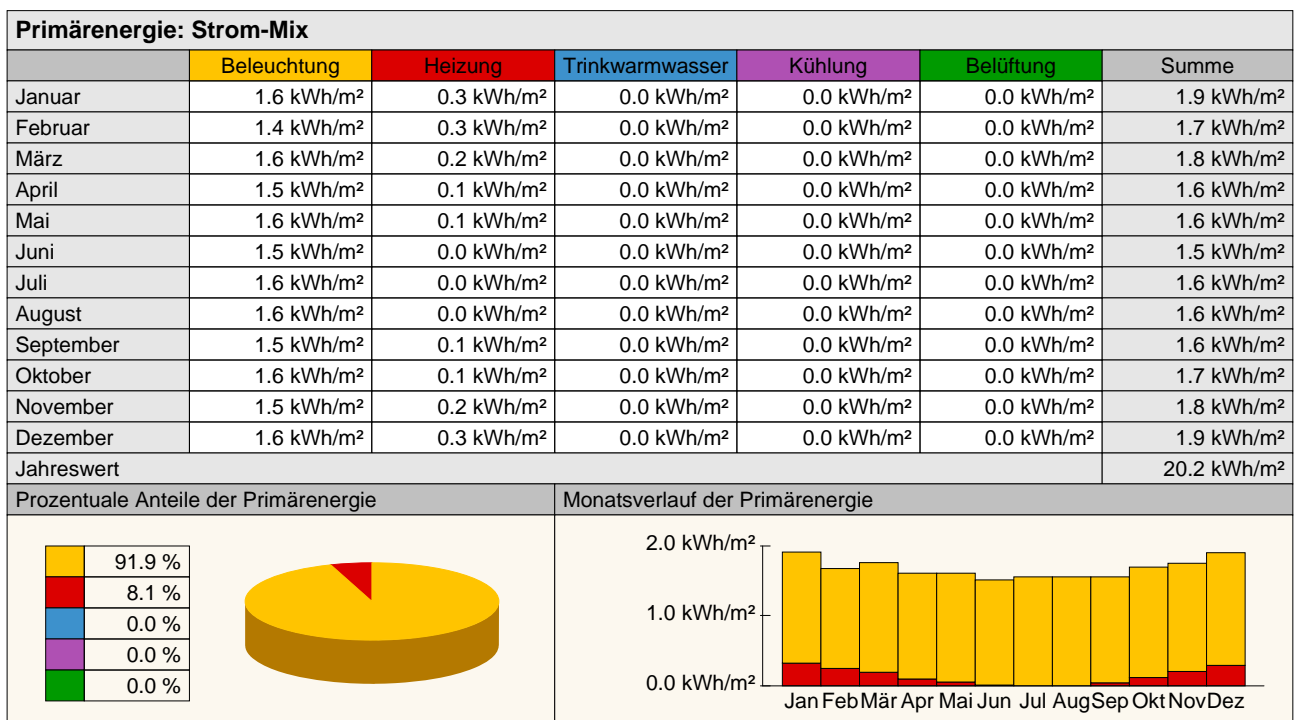 Primärenergie: Strom-Mix
Beleuchtung Heizung Trinkwarmwasser Kühlung Belüftung Summe
Januar 1.6 kWh/m² 0.3 kWh/m² 0.0 kWh/m² 0.0 kWh/m² 0.0 kWh/m² 1.9 kWh/m²
Februar 1.4 kWh/m² 0.3 kWh/m² 0.0 kWh/m² 0.0 kWh/m² 0.0 kWh/m² 1.7 kWh/m²
März 1.6 kWh/m² 0.2 kWh/m² 0.0 kWh/m² 0.0 kWh/m² 0.0 kWh/m² 1.8 kWh/m²
April 1.5 kWh/m² 0.1 kWh/m² 0.0 kWh/m² 0.0 kWh/m² 0.0 kWh/m² 1.6 kWh/m²
Mai 1.6 kWh/m² 0.1 kWh/m² 0.0 kWh/m² 0.0 kWh/m² 0.0 kWh/m² 1.6 kWh/m²
Juni 1.5 kWh/m² 0.0 kWh/m² 0.0 kWh/m² 0.0 kWh/m² 0.0 kWh/m² 1.5 kWh/m²
Juli 1.6 kWh/m² 0.0 kWh/m² 0.0 kWh/m² 0.0 kWh/m² 0.0 kWh/m² 1.6 kWh/m²
August 1.6 kWh/m² 0.0 kWh/m² 0.0 kWh/m² 0.0 kWh/m² 0.0 kWh/m² 1.6 kWh/m²
September 1.5 kWh/m² 0.1 kWh/m² 0.0 kWh/m² 0.0 kWh/m² 0.0 kWh/m² 1.6 kWh/m²
Oktober 1.6 kWh/m² 0.1 kWh/m² 0.0 kWh/m² 0.0 kWh/m² 0.0 kWh/m² 1.7 kWh/m²
November 1.5 kWh/m² 0.2 kWh/m² 0.0 kWh/m² 0.0 kWh/m² 0.0 kWh/m² 1.8 kWh/m²
Dezember 1.6 kWh/m² 0.3 kWh/m² 0.0 kWh/m² 0.0 kWh/m² 0.0 kWh/m² 1.9 kWh/m²
Jahreswert 20.2 kWh/m²
Prozentuale Anteile der Primärenergie
91.9 %
8.1 %
0.0 %
0.0 %
0.0 %
Monatsverlauf der Primärenergie
2.0 kWh/m²
1.0 kWh/m²
0.0 kWh/m²
Jan Feb Mär Apr Mai Jun Jul Aug Sep Okt Nov Dez